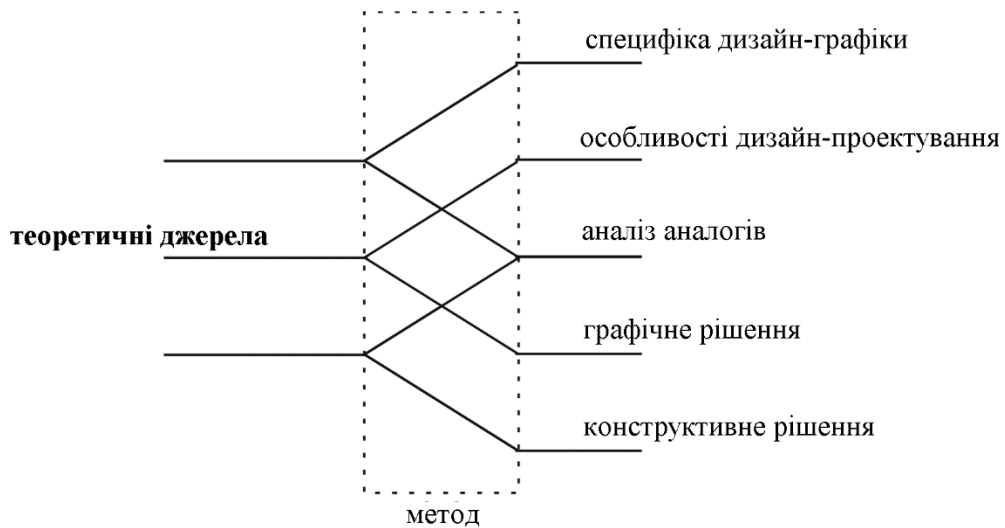 специфіка дизайн-графіки
особливості дизайн-проектування
теоретичні джерела
аналіз аналогів
графічне рішення
конструктивне рішення
метод